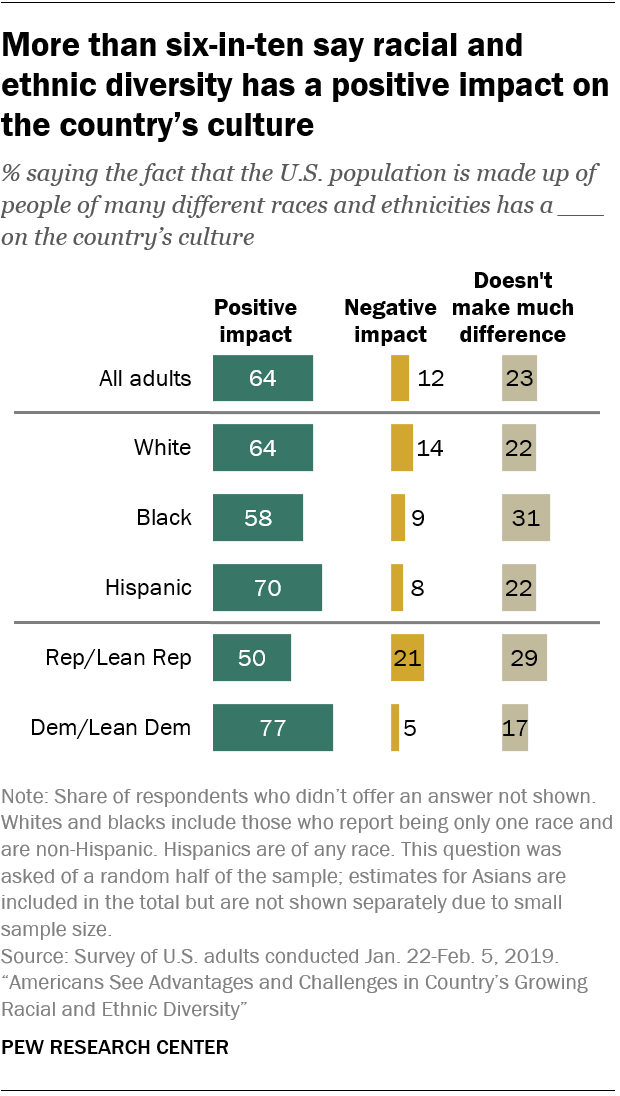 More than six-in-ten say racial and
ethnic diversity has a positive impact on
the country’s culture
% saying the fact that the U.S. population is made up of
people of many different races and ethnicities has a ___
on the country’s culture
Positive impact Negative impact Doesn't make much difference
All adults 64 12 23
White 64 14 22
Black 58 9 31
Hispanic 70 8 22
Rep/Lean Rep 50 21 29
Dem/Lean Dem 77 5 17
Note: Share of respondents who didn’t offer an answer not shown.
Whites and blacks include those who report being only one race and
are non-Hispanic. Hispanics are of any race. This question was
asked of a random half of the sample; estimates for Asians are
included in the total but are not shown separately due to small
sample size.
Source: Survey of U.S. adults conducted Jan. 22-Feb. 5, 2019.
“Americans See Advantages and Challenges in Country’s Growing
Racial and Ethnic Diversity”
PEW RESEARCH CENTER